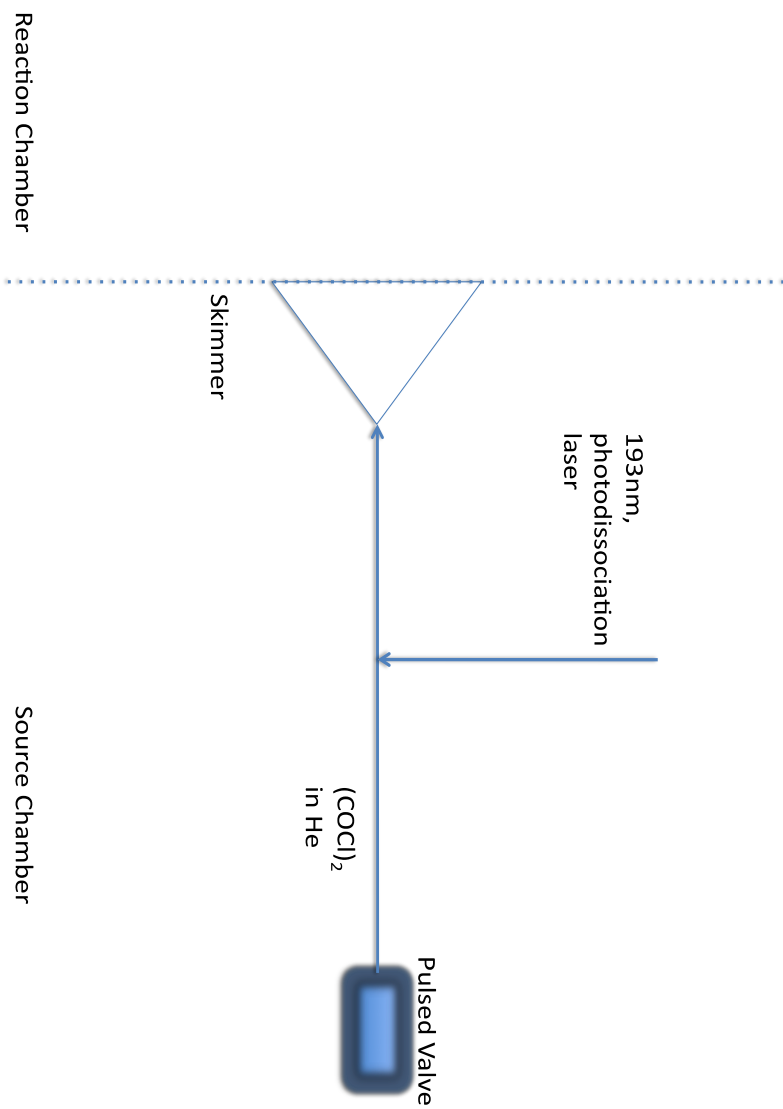 Reaction Chamber
Source Chamber
Skimmer
193nm,
photodissociation
laser
(COCl)₂
in He
Pulsed Valve